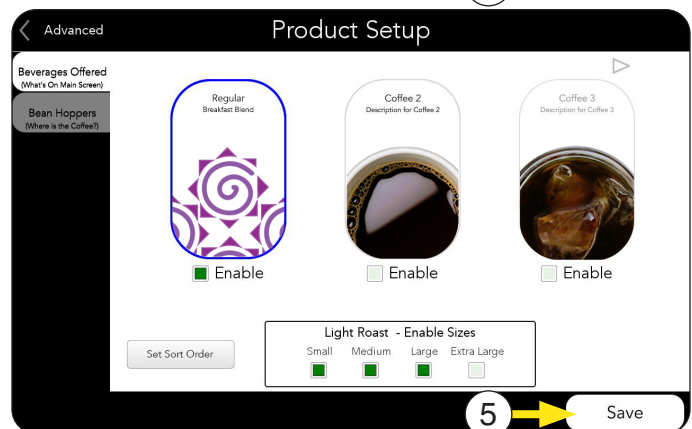 Advanced
Product Setup
Beverages Offered
(What's On Main Screen)
Bean Hoppers
(Where is the Coffee?)
Regular
Breakfast Blend
Coffee 2
Description for Coffee 2
Coffee 3
Description for Coffee 3
Enable
Enable
Enable
Set Sort Order
Light Roast - Enable Sizes
Small Medium Large Extra Large
5
Save